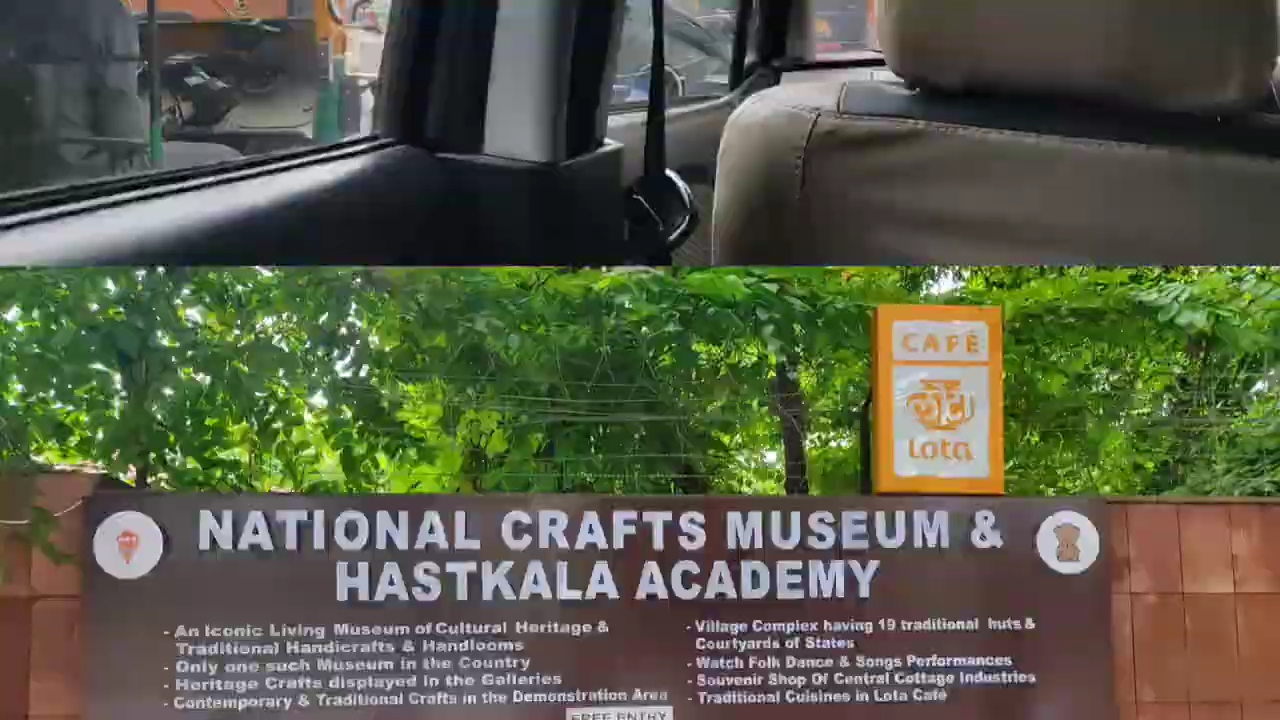 CAFÉ
लोटा
Lota
NATIONAL CRAFTS MUSEUM &
HASTKALA ACADEMY
- An Iconic Living Museum of Cultural Heritage &
Traditional Handicrafts & Handlooms
- Only one such Museum in the Country
- Heritage Crafts displayed in the Galleries
- Contemporary & Traditional Crafts in the Demonstration Area
- Village Complex having 19 traditional huts &
Courtyards of States
- Watch Folk Dance & Songs Performances
- Souvenir Shop Of Central Cottage Industries
- Traditional Cuisines in Lota Café
FREE ENTRY